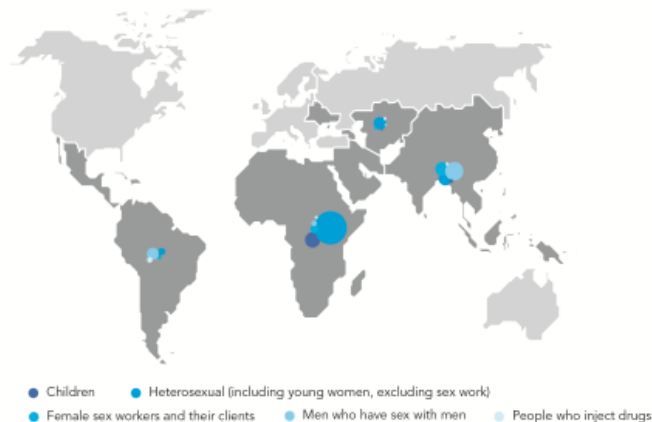 Children Heterosexual (including young women, excluding sex work)
Female sex workers and their clients Men who have sex with men People who inject drugs